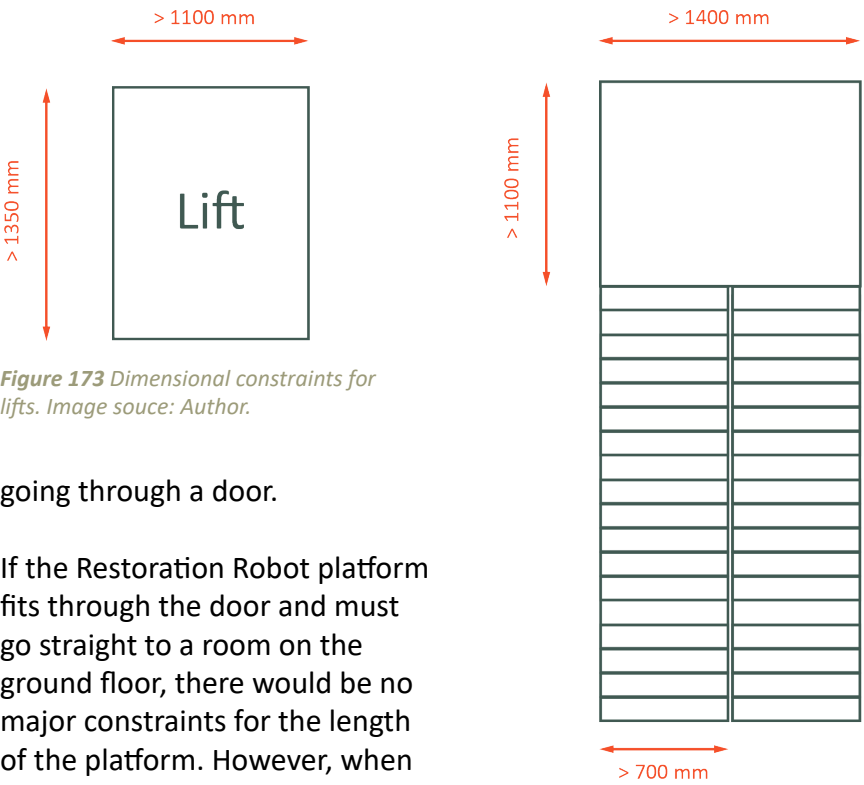 > 1100 mm
> 1350 mm
Lift
Figure 173 Dimensional constraints for
lifts. Image souce: Author.
going through a door.
If the Restoration Robot platform
fits through the door and must
go straight to a room on the
ground floor, there would be no
major constraints for the length
of the platform. However, when
> 1400 mm
> 1100 mm
> 700 mm